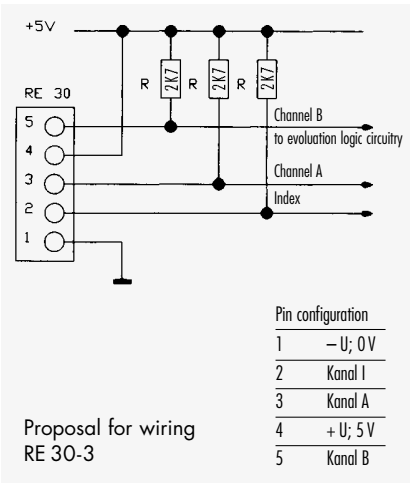 +5V
R 2K7 R 2K7 R 2K7
RE 30
5
4
3
2
1
Channel B
to evoluation logic circuitry
Channel A
Index
Pin configuration
1 – U; 0 V
2 Kanal I
3 Kanal A
4 + U; 5 V
5 Kanal B
Proposal for wiring
RE 30-3